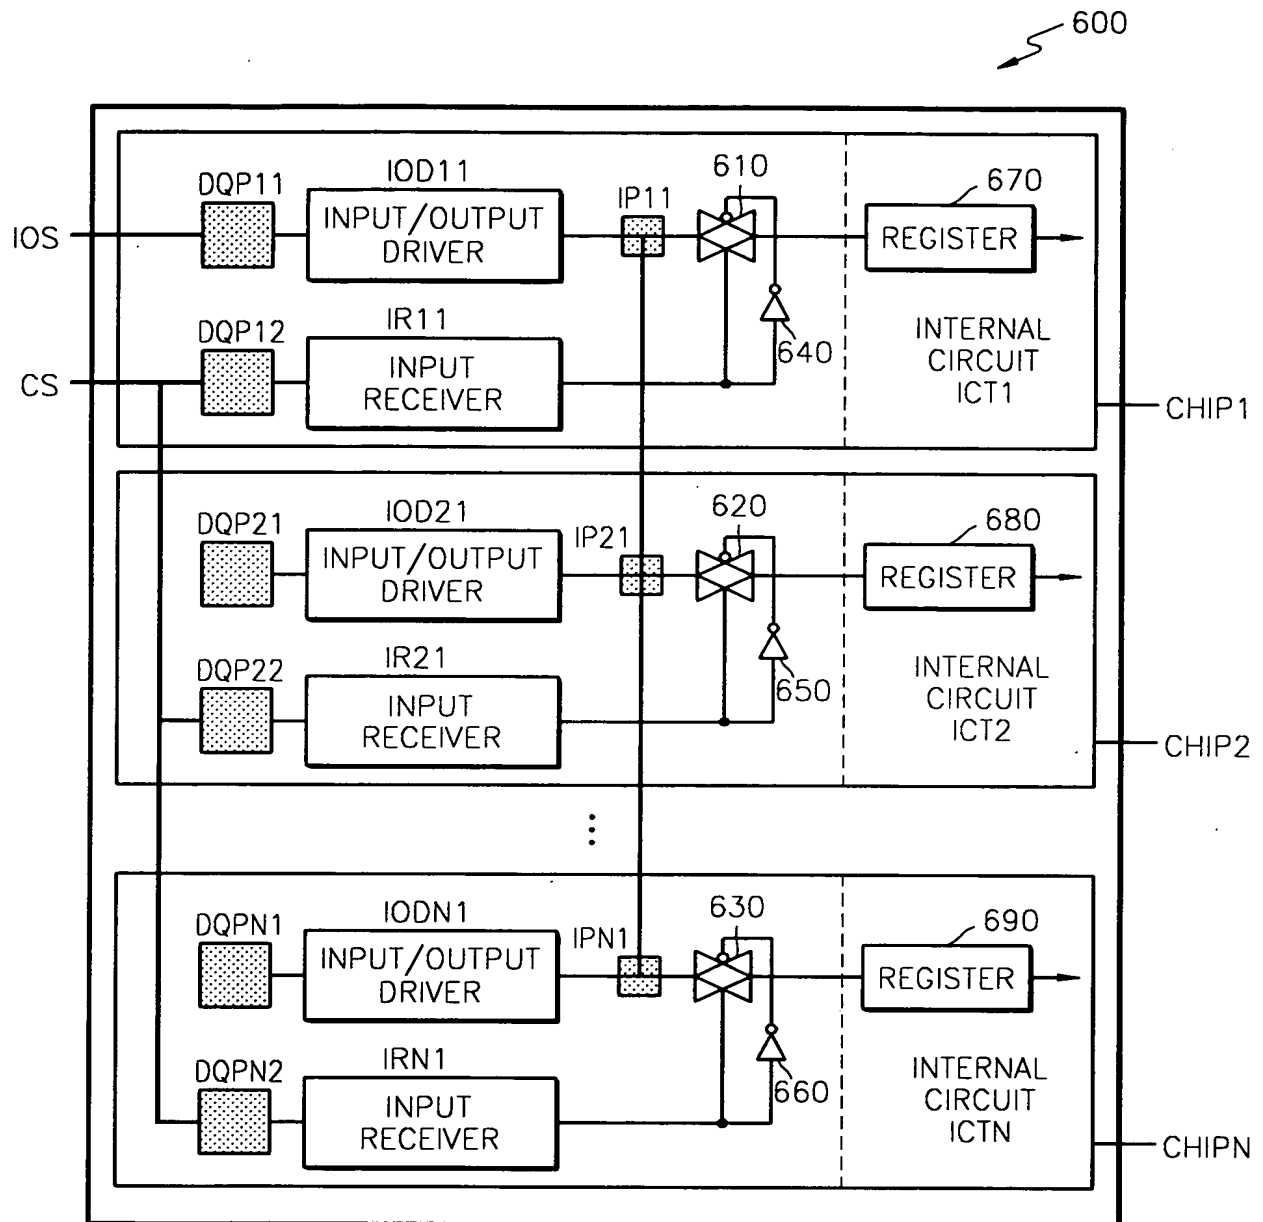 600
IOD11
DQP11
IP11
610
670
IOS
INPUT/OUTPUT
DRIVER
REGISTER
IR11
DQP12
640
INTERNAL
CIRCUIT
ICT1
CS
INPUT
RECEIVER
CHIP1
IOD21
DQP21
IP21
620
680
INPUT/OUTPUT
DRIVER
REGISTER
IR21
DQP22
650
INTERNAL
CIRCUIT
ICT2
INPUT
RECEIVER
CHIP2
IODN1
DQPN1
IPN1
630
690
INPUT/OUTPUT
DRIVER
REGISTER
IRN1
DQPN2
660
INTERNAL
CIRCUIT
ICTN
INPUT
RECEIVER
CHIPN